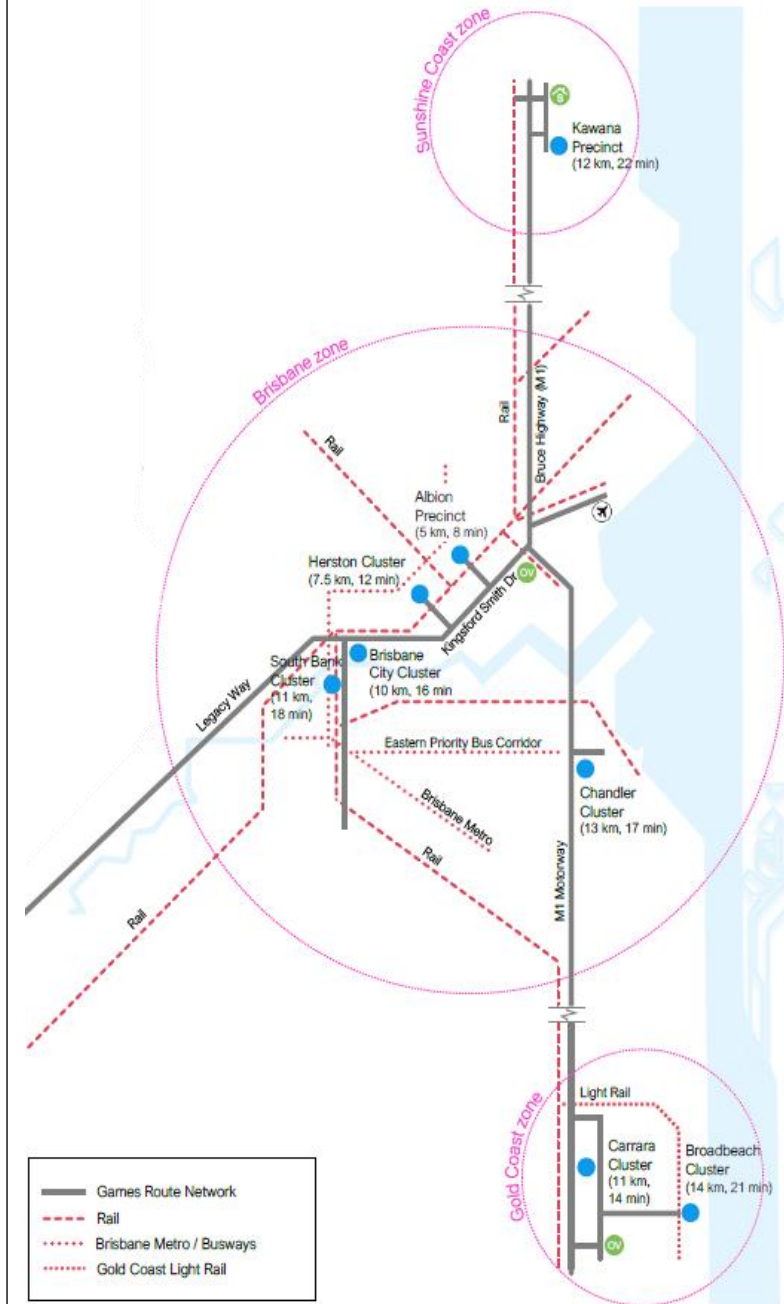 Sunshine Coast zone
8
Kawana
Precinct
(12 km, 22 min)
Brisbane zone
Rail
Bruce Highway (M1)
Rail
Albion
Precinct
(5 km, 8 min)
Herston Cluster
(7.5 km, 12 min)
OV
Kingsford Smith Dr
South Bank
Cluster
(11 km,
18 min)
Brisbane
City Cluster
(10 km, 16 min
Legacy Way
Eastern Priority Bus Corridor
Chandler
Cluster
(13 km, 17 min)
Brisbane Metro
Rail
M1 Motorway
Rail
Gold Coast zone
Light Rail
Carrara
Cluster
(11 km,
14 min)
Broadbeach
Cluster
(14 km, 21 min)
OV
Games Route Network
Rail
Brisbane Metro / Busways
Gold Coast Light Rail